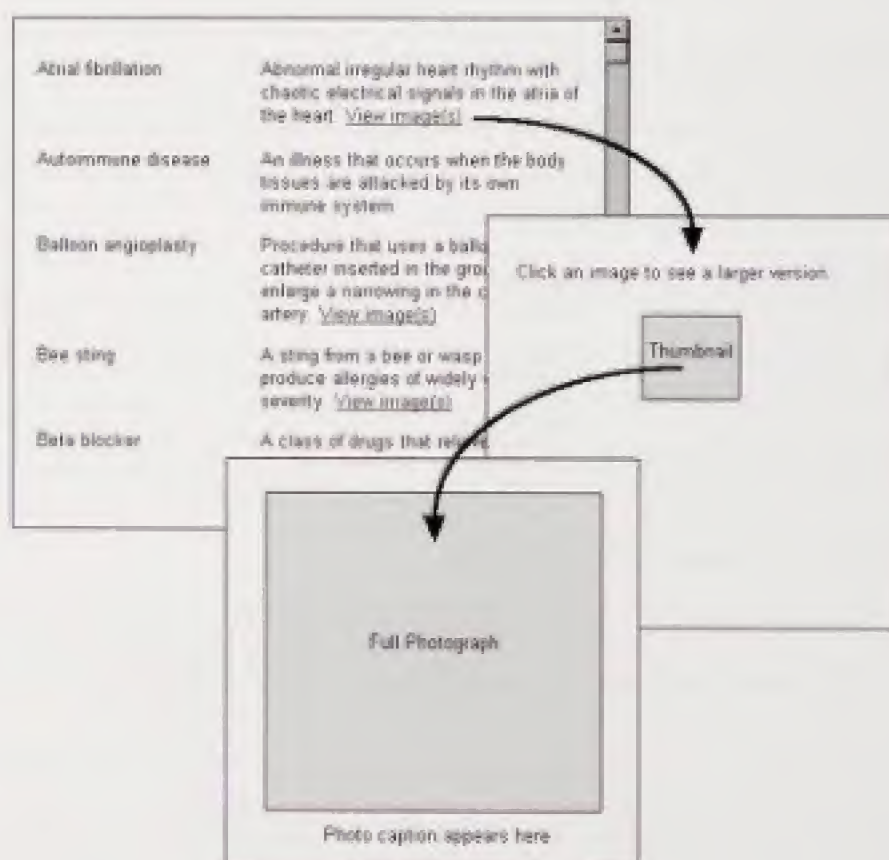 Atrial fibrillation
Abnormal irregular heart rhythm with
chaotic electrical signals in the atria of
the heart. View image(s)
Autoimmune disease
An illness that occurs when the body
tissues are attacked by its own
immune system
Balloon angioplasty
Procedure that uses a
catheter inserted in the
enlarge a narrowing in the
artery. View image(s)
Bee sting
A sting from a bee or wasp
produce allergies of widely
severity. View image(s)
Beta blocker
A class of drugs that
Click an image to see a larger version
Thumbnail
Full Photograph
Photo caption appears here